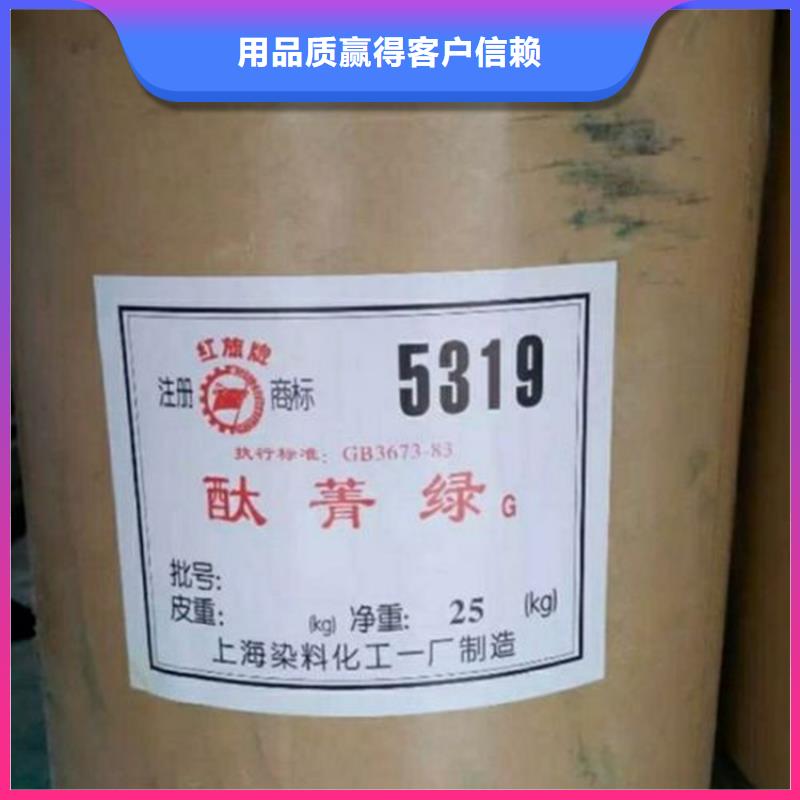 用品质赢得客户信赖
红旗牌
注册 商标
5319
执行标准: GB3673-83
酞菁绿G
批号:
皮重: (kg) 净重: 25 (kg)
上海染料化工一厂制造